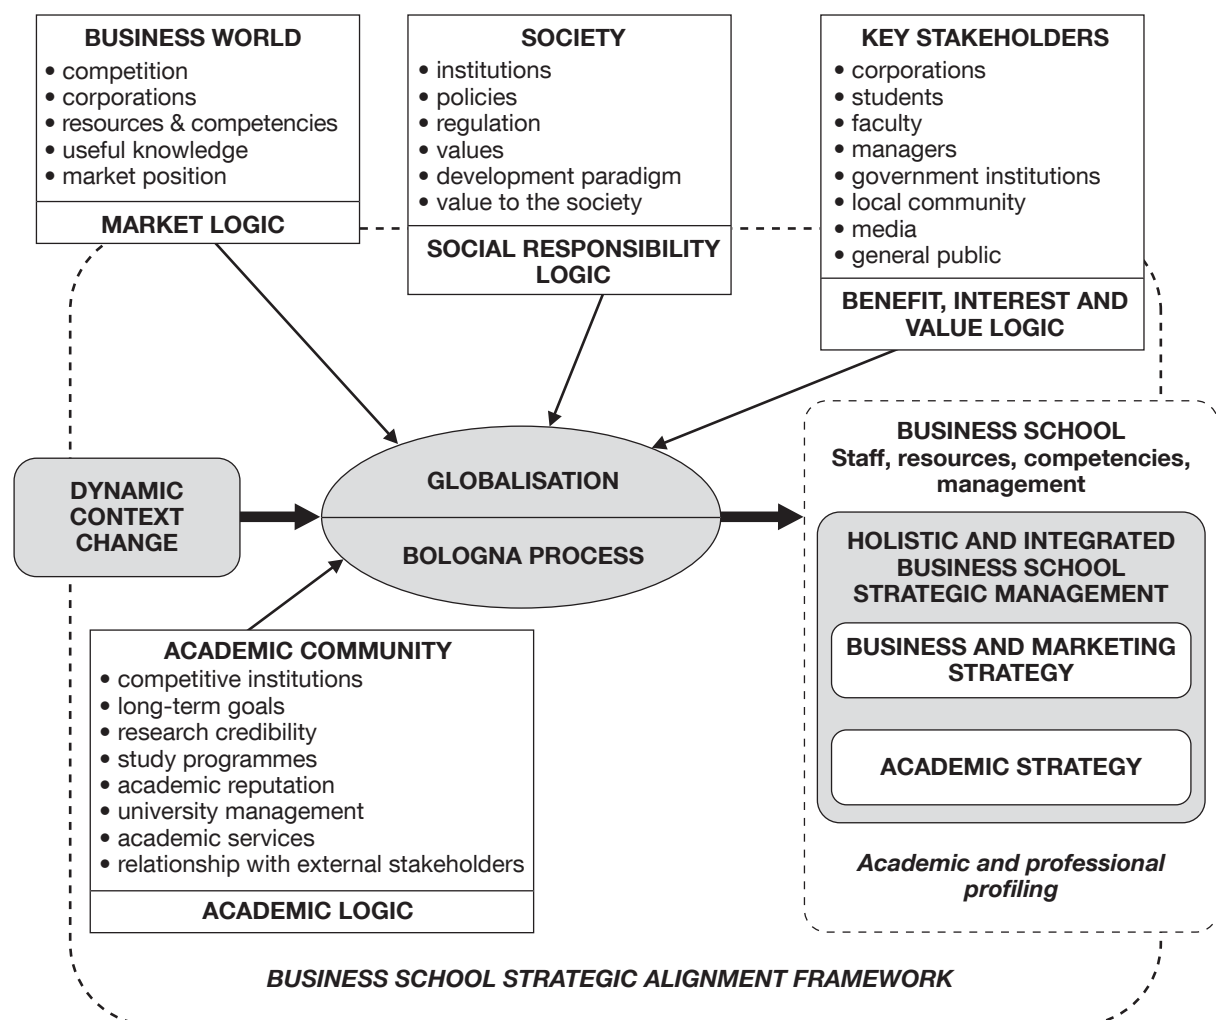 BUSINESS WORLD
• competition
• corporations
• resources & competencies
• useful knowledge
• market position
MARKET LOGIC
SOCIETY
• institutions
• policies
• regulation
• values
• development paradigm
• value to the society
SOCIAL RESPONSIBILITY
LOGIC
KEY STAKEHOLDERS
• corporations
• students
• faculty
• managers
• government institutions
• local community
• media
• general public
BENEFIT, INTEREST AND
VALUE LOGIC
DYNAMIC
CONTEXT
CHANGE
GLOBALISATION
BOLOGNA PROCESS
BUSINESS SCHOOL
Staff, resources, competencies,
management
HOLISTIC AND INTEGRATED
BUSINESS SCHOOL
STRATEGIC MANAGEMENT
BUSINESS AND MARKETING
STRATEGY
ACADEMIC STRATEGY
Academic and professional
profiling
ACADEMIC COMMUNITY
• competitive institutions
• long-term goals
• research credibility
• study programmes
• academic reputation
• university management
• academic services
• relationship with external stakeholders
ACADEMIC LOGIC
BUSINESS SCHOOL STRATEGIC ALIGNMENT FRAMEWORK